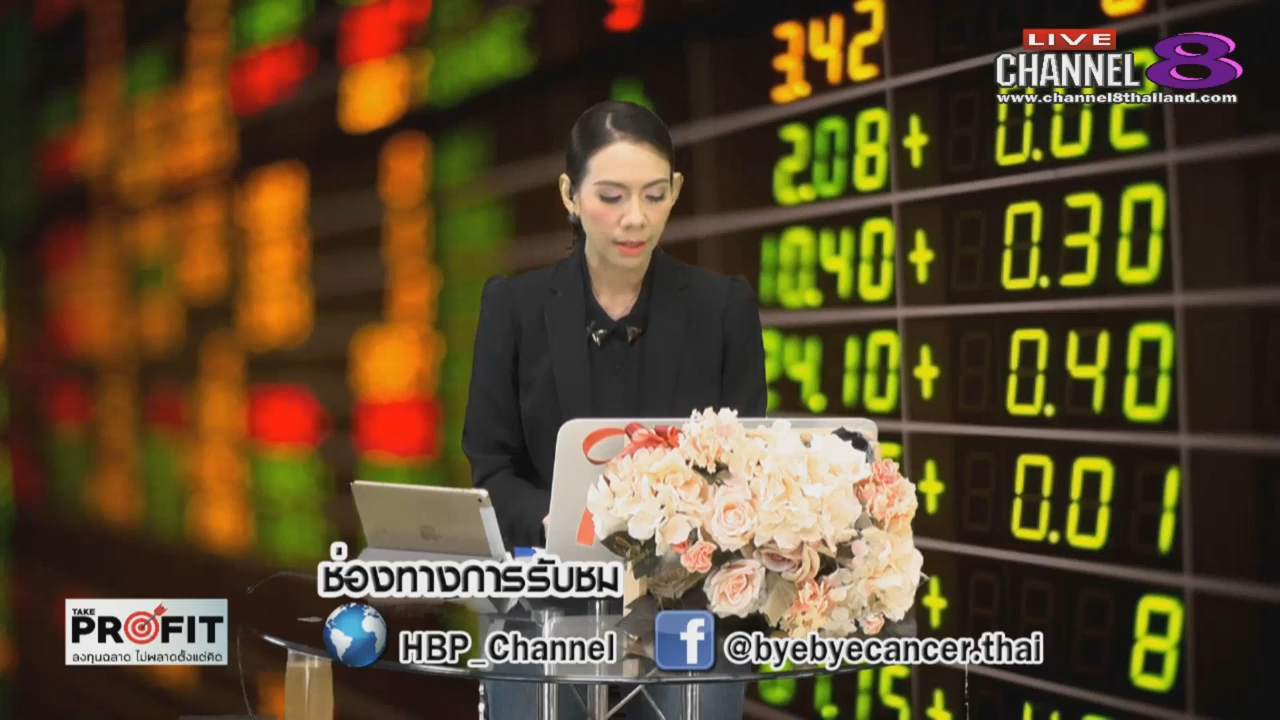 LIVE
CHANNEL 8
www.channel8thailand.com
3.42
2.08 + 0.02
10.40 + 0.30
24.10 + 0.40
+ 0.01
+ 8
+
ช่องทางการรับชม
HBP_Channel
@byebyecancer.thai
TAKE
PROFIT
ลงทุนฉลาด ไม่พลาดตั้งแต่คิด